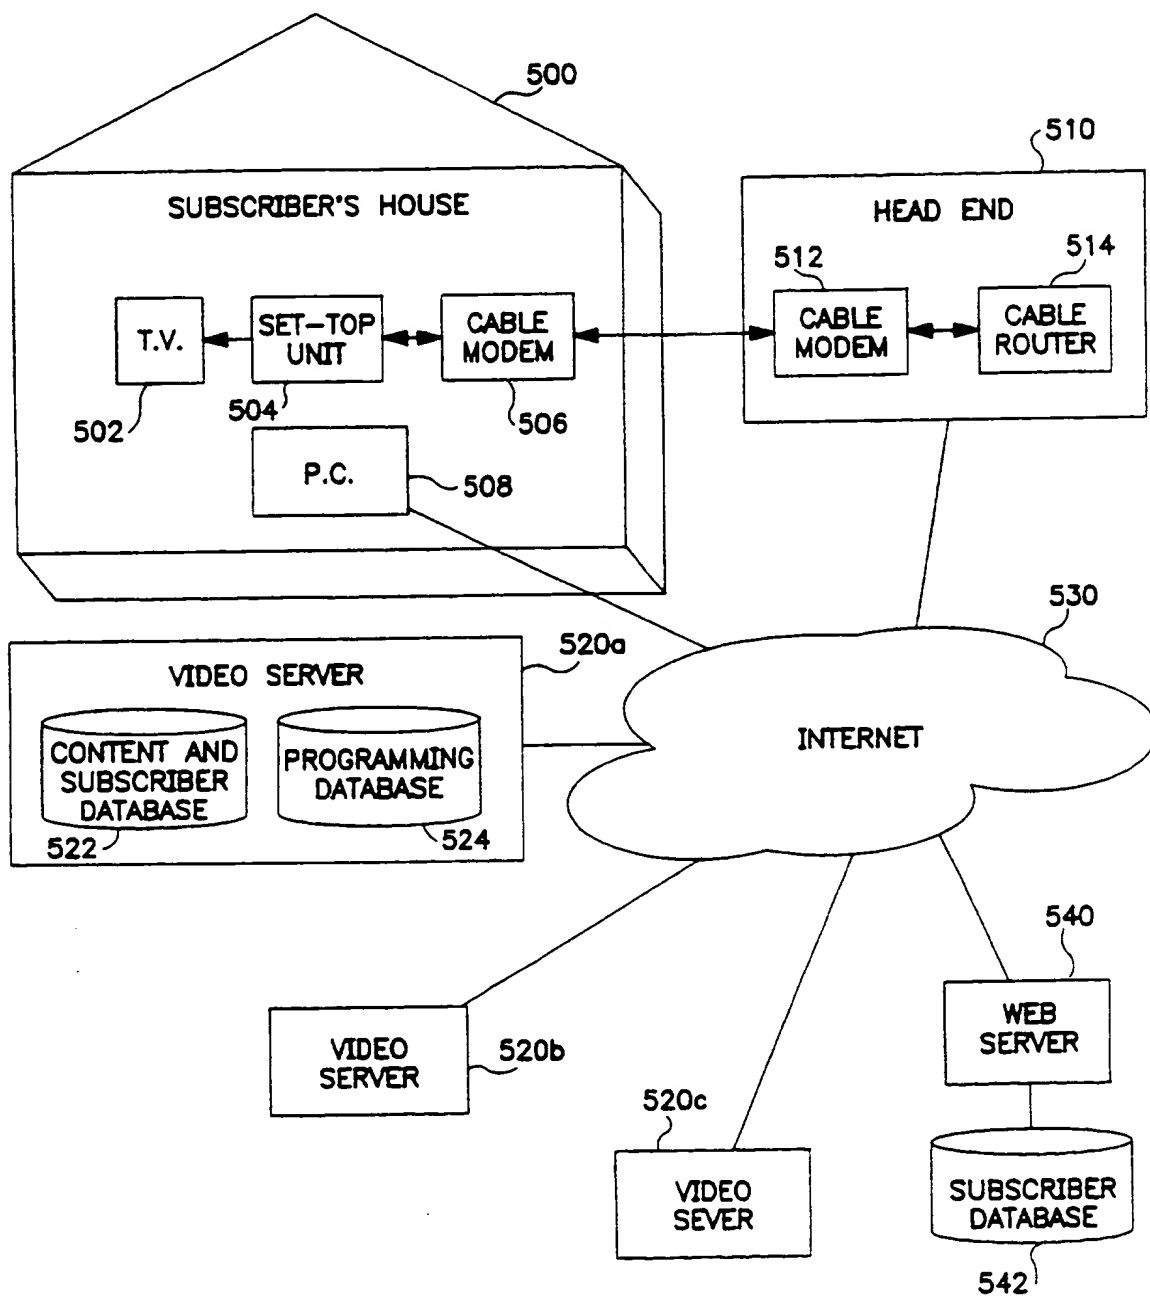 500
510
SUBSCRIBER'S HOUSE
HEAD END
512
514
T.V.
SET-TOP
UNIT
CABLE
MODEM
CABLE
MODEM
CABLE
ROUTER
502
504
506
P.C.
508
530
520a
VIDEO SERVER
CONTENT AND
SUBSCRIBER
DATABASE
PROGRAMMING
DATABASE
522
524
INTERNET
540
WEB
SERVER
VIDEO
SERVER
520b
520c
VIDEO
SEVER
SUBSCRIBER
DATABASE
542